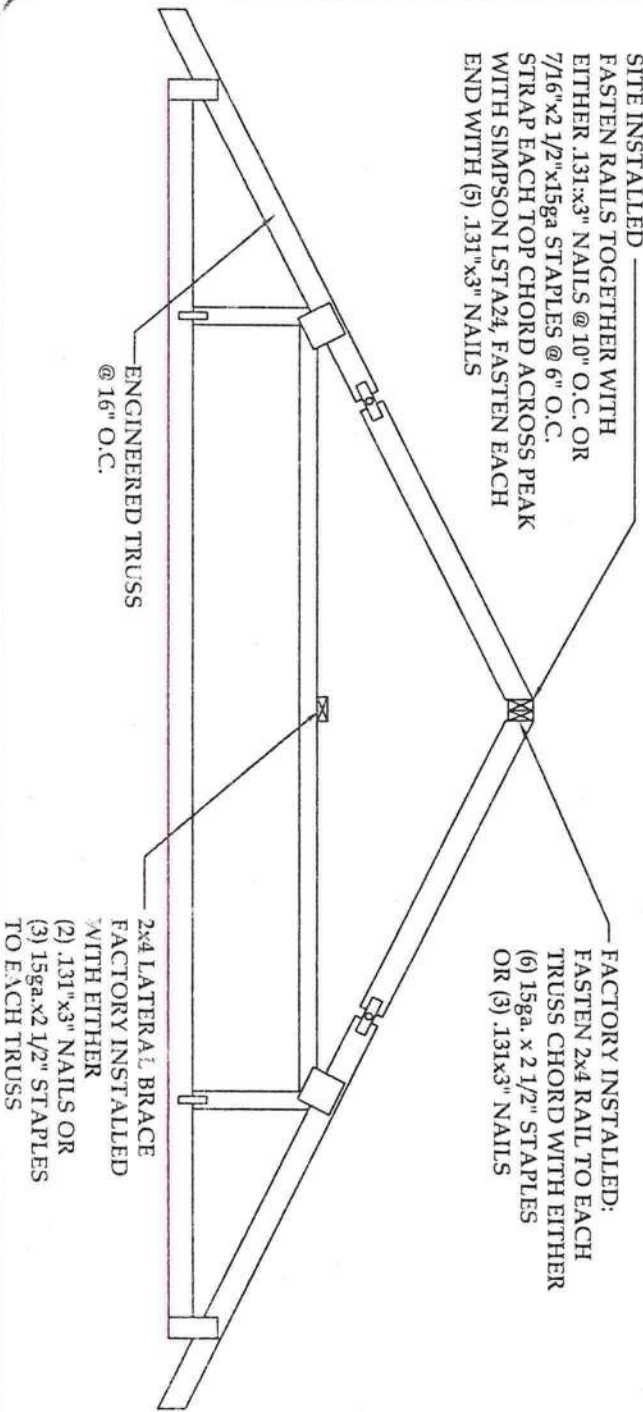 SITE INSTALLED
FASTEN RAILS TOGETHER WITH
EITHER .131:x3" NAILS @ 10" O.C. OR
7/16"x2 1/2"x15ga STAPLES @ 6" O.C.
STRAP EACH TOP CHORD ACROSS PEAK
WITH SIMPSON LSTA24, FASTEN EACH
END WITH (5) .131"x3" NAILS
FACTORY INSTALLED:
FASTEN 2x4 RAIL TO EACH
TRUSS CHORD WITH EITHER
(6) 15ga. x 2 1/2" STAPLES
OR (3) .131x3" NAILS
ENGINEERED TRUSS
@ 16" O.C.
2x4 LATERAL BRACE
FACTORY INSTALLED
WITH EITHER
(2) .131"x3" NAILS OR
(3) 15ga.x2 1/2" STAPLES
TO EACH TRUSS